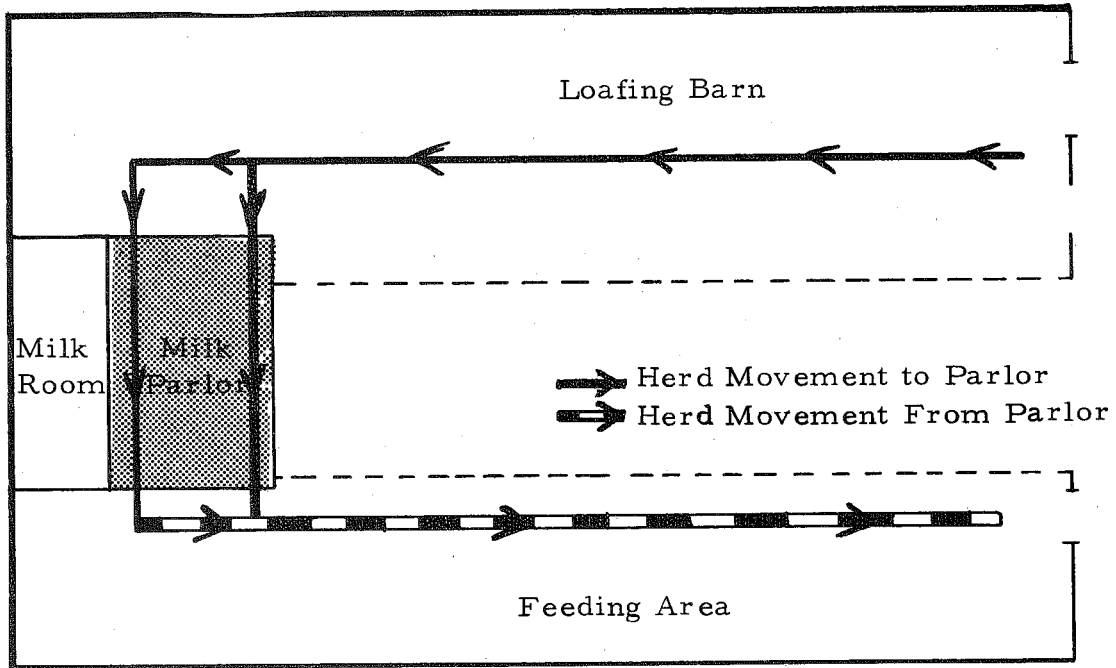 Loafing Barn
Milk
Room
Milk
Parlor
Herd Movement to Parlor
Herd Movement From Parlor
Feeding Area